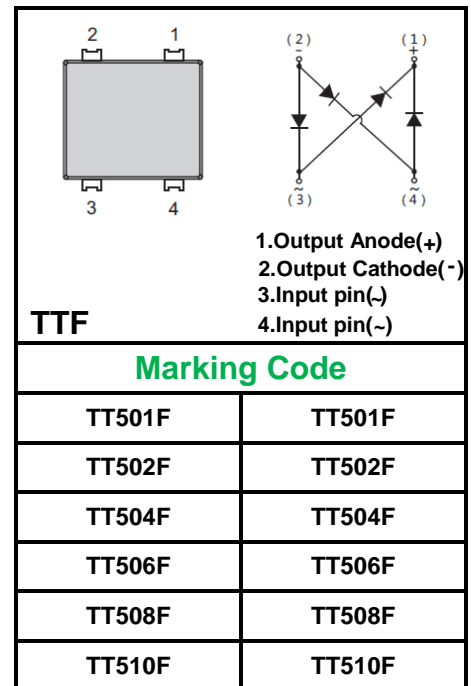 2 1
3 4
(2) (1)
- +
~ ~
(3) (4)
1.Output Anode(+)
2.Output Cathode(-)
3.Input pin(~)
4.Input pin(~)
TTF
Marking Code
TT501F TT501F
TT502F TT502F
TT504F TT504F
TT506F TT506F
TT508F TT508F
TT510F TT510F